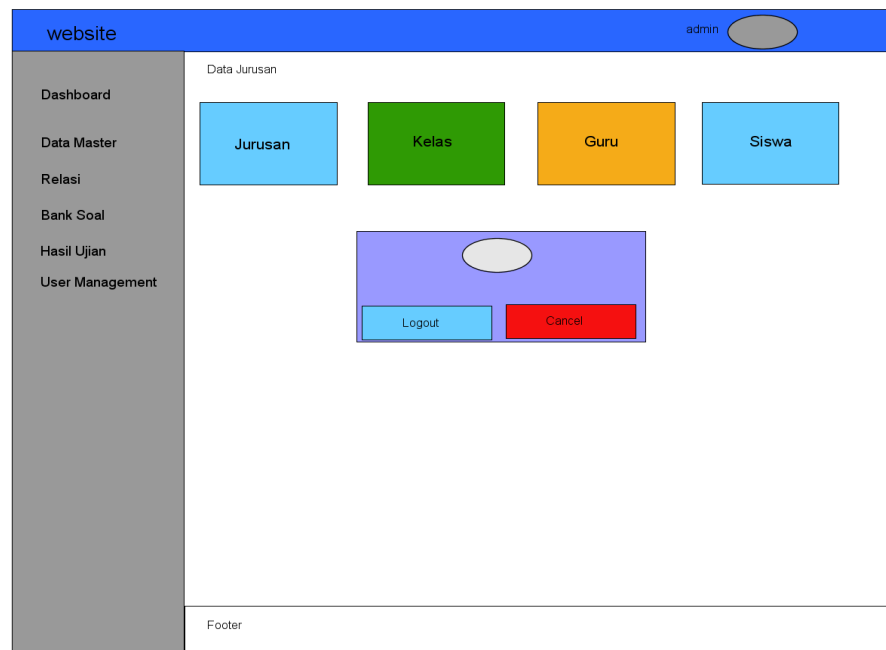 website
admin
Dashboard
Data Master
Relasi
Bank Soal
Hasil Ujian
User Management
Data Jurusan
Jurusan
Kelas
Guru
Siswa
Logout
Cancel
Footer